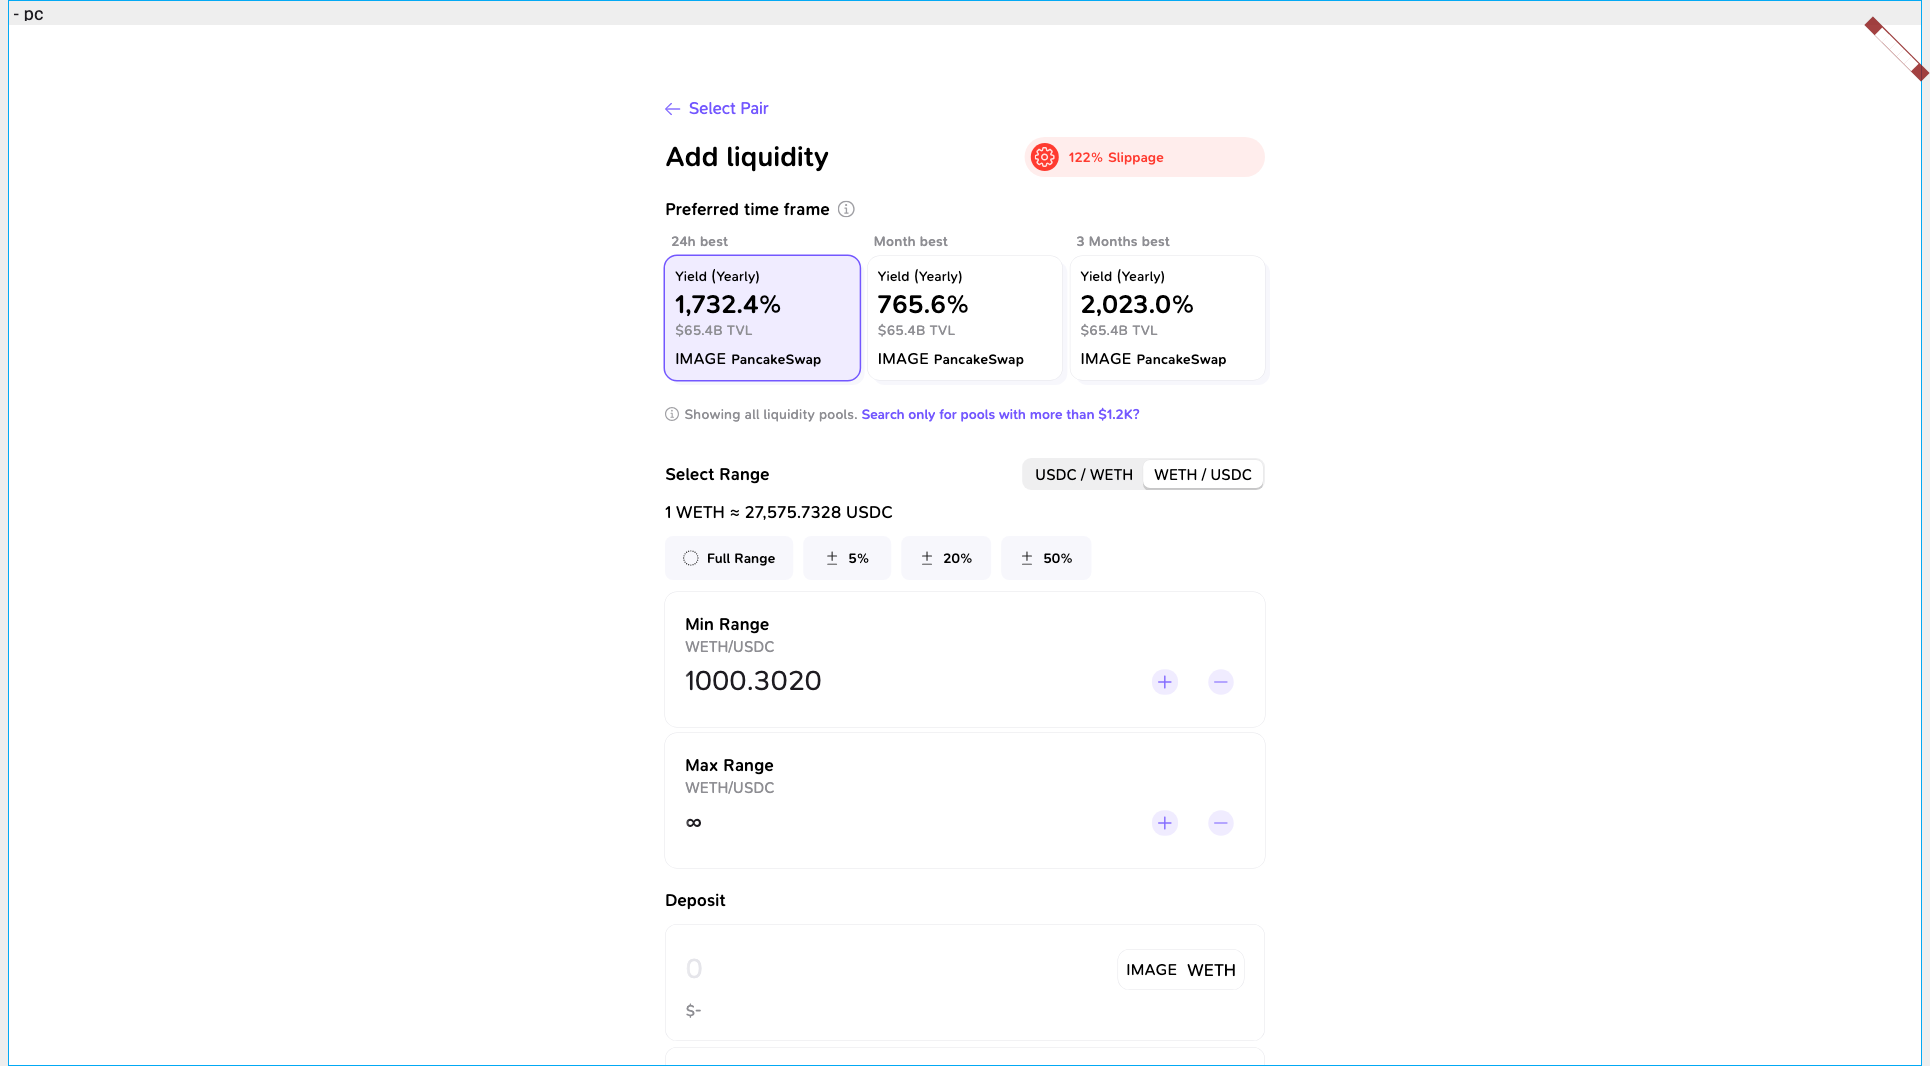 - pc
Select Pair
Add liquidity
122% Slippage
Preferred time frame
24h best
Month best
3 Months best
Yield (Yearly)
1,732.4%
$65.4B TVL
IMAGE PancakeSwap
Yield (Yearly)
765.6%
$65.4B TVL
IMAGE PancakeSwap
Yield (Yearly)
2,023.0%
$65.4B TVL
IMAGE PancakeSwap
Showing all liquidity pools. Search only for pools with more than $1.2K?
Select Range
USDC / WETH
WETH / USDC
1 WETH ≈ 27,575.7328 USDC
Full Range
± 5%
± 20%
± 50%
Min Range
WETH/USDC
1000.3020
Max Range
WETH/USDC
∞
Deposit
0
IMAGE WETH
$-